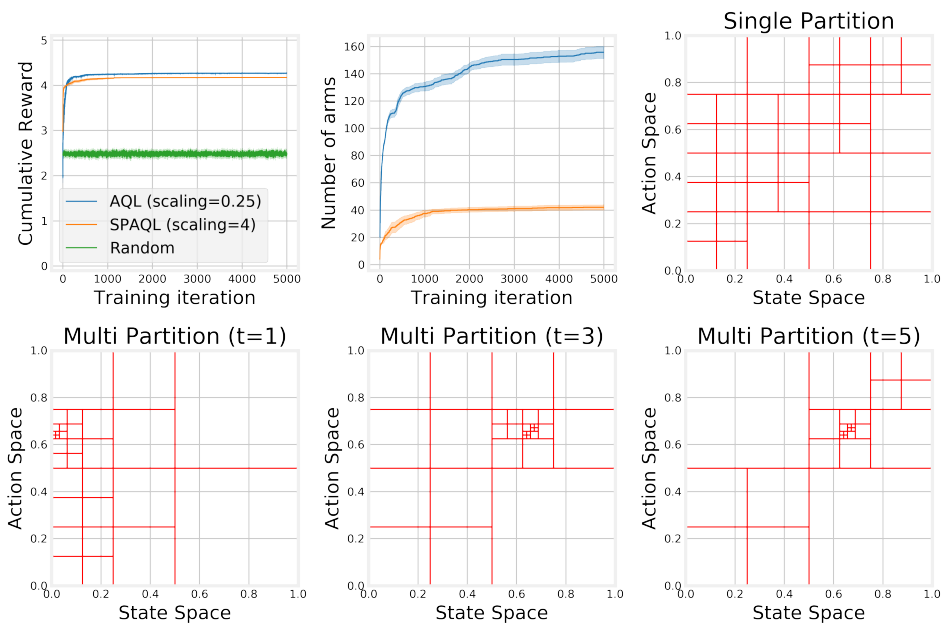 Cumulative Reward
5
4
3
2
1
0
0 1000 2000 3000 4000 5000
Training iteration
AQL (scaling=0.25)
SPAQL (scaling=4)
Random
Number of arms
160
140
120
100
80
60
40
20
0
0 1000 2000 3000 4000 5000
Training iteration
Single Partition
Action Space
1.0
0.8
0.6
0.4
0.2
0.0
0.0 0.2 0.4 0.6 0.8 1.0
State Space
Multi Partition (t=1)
Action Space
1.0
0.8
0.6
0.4
0.2
0.0
0.0 0.2 0.4 0.6 0.8 1.0
State Space
Multi Partition (t=3)
Action Space
1.0
0.8
0.6
0.4
0.2
0.0
0.0 0.2 0.4 0.6 0.8 1.0
State Space
Multi Partition (t=5)
Action Space
1.0
0.8
0.6
0.4
0.2
0.0
0.0 0.2 0.4 0.6 0.8 1.0
State Space